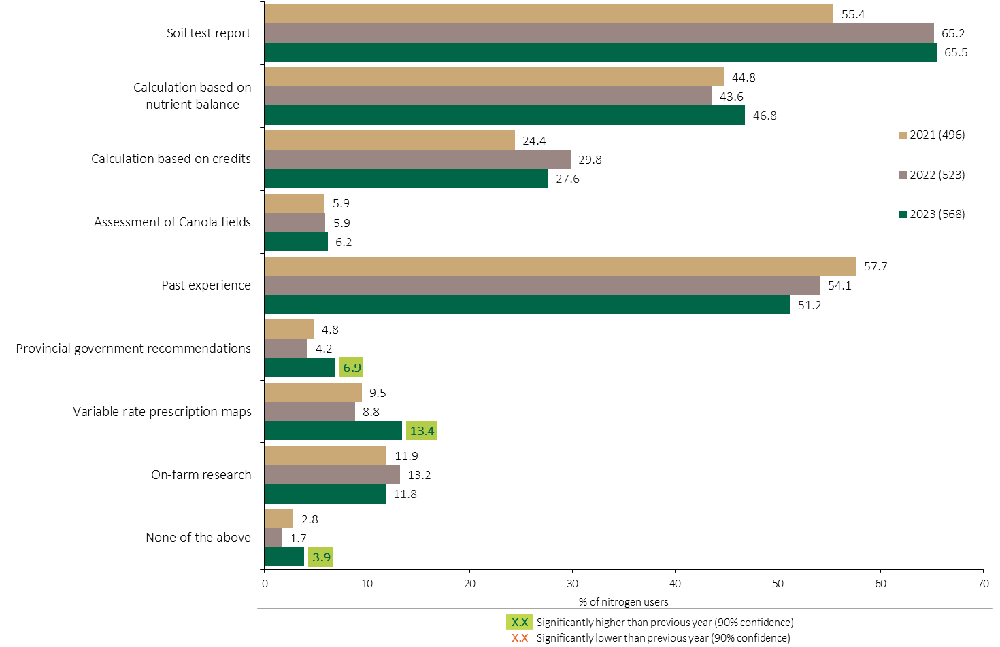 Soil test report
55.4
65.2
65.5
Calculation based on
nutrient balance
44.8
43.6
46.8
Calculation based on credits
24.4
29.8
27.6
Assessment of Canola fields
5.9
5.9
6.2
Past experience
57.7
54.1
51.2
Provincial government recommendations
4.8
4.2
6.9
Variable rate prescription maps
9.5
8.8
13.4
On-farm research
11.9
13.2
11.8
None of the above
2.8
1.7
3.9
2021 (496)
2022 (523)
2023 (568)
0 10 20 30 40 50 60 70
% of nitrogen users
X.X Significantly higher than previous year (90% confidence)
X.X Significantly lower than previous year (90% confidence)